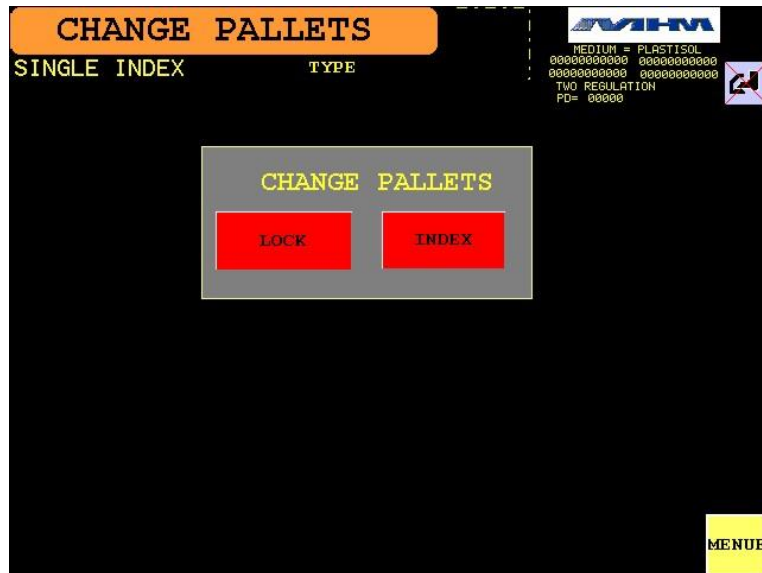 CHANGE PALLETS
SINGLE INDEX
TYPE
MHM
MEDIUM = PLASTISOL
00000000000 00000000000
00000000000 00000000000
TWO REGULATION
PD= 00000
CHANGE PALLETS
LOCK
INDEX
MENUE